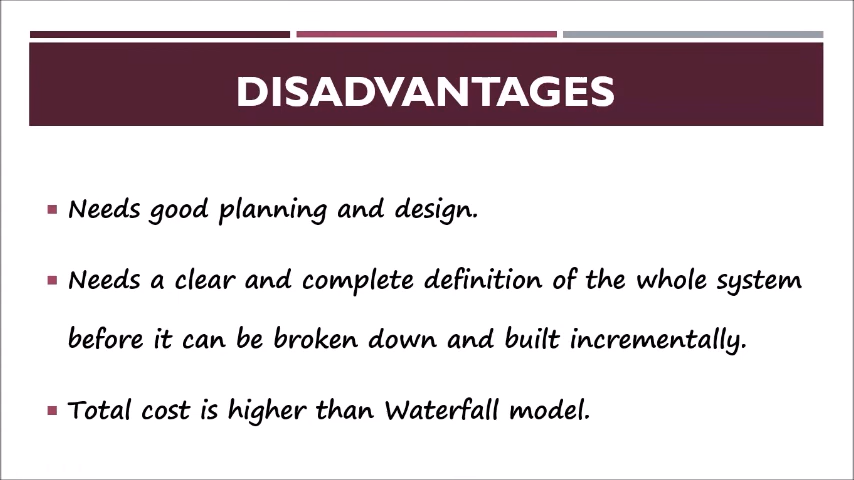 DISADVANTAGES
Needs good planning and design.
Needs a clear and complete definition of the whole system
before it can be broken down and built incrementally.
Total cost is higher than Waterfall model.